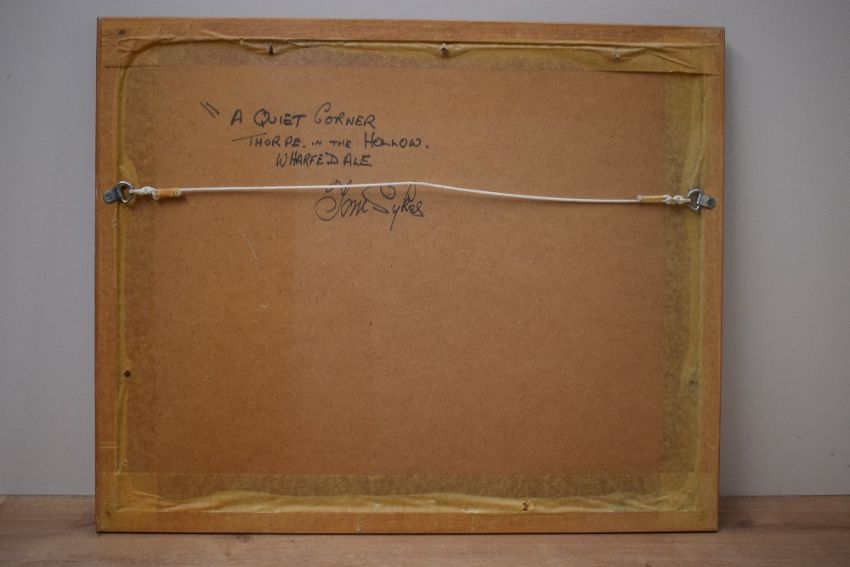 " A QUIET CORNER
THORPE. IN THE HOLLOW.
WHARFEDALE
Tom Sykes